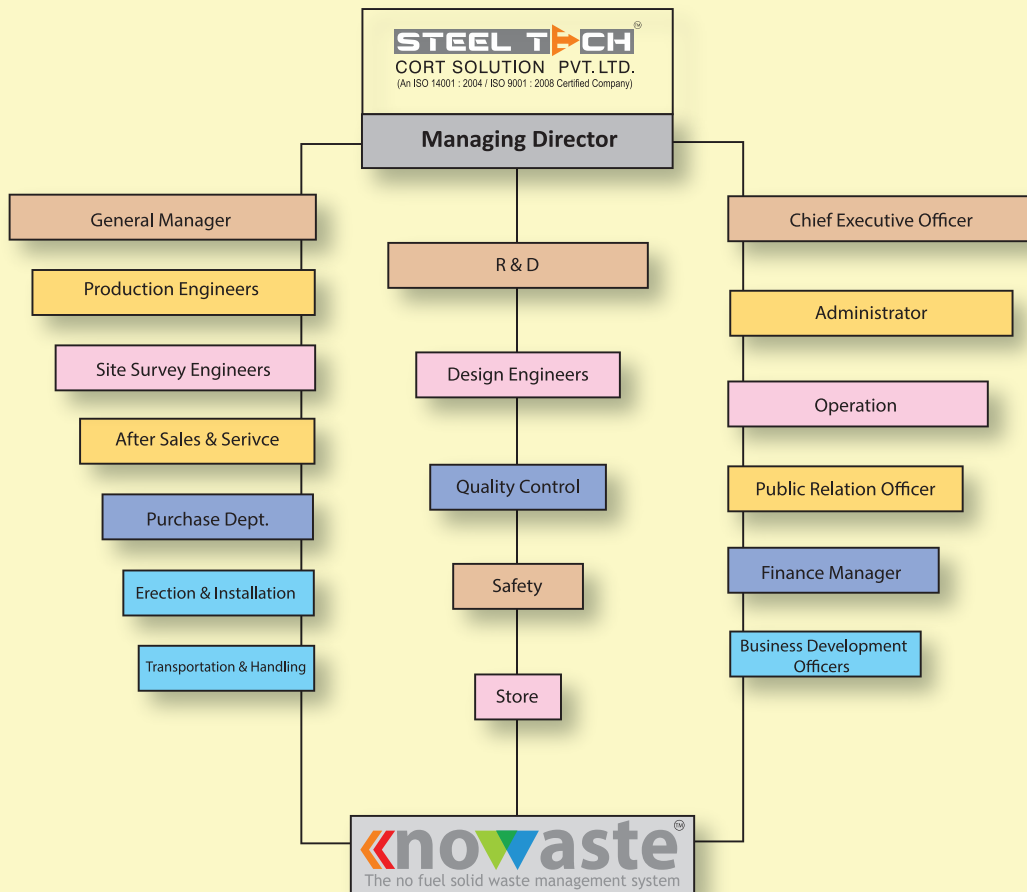 STEEL TECH™
CORT SOLUTION PVT. LTD.
(An ISO 14001 : 2004 / ISO 9001 : 2008 Certified Company)
Managing Director
General Manager
Production Engineers
Site Survey Engineers
After Sales & Serivce
Purchase Dept.
Erection & Installation
Transportation & Handling
R & D
Design Engineers
Quality Control
Safety
Store
Chief Executive Officer
Administrator
Operation
Public Relation Officer
Finance Manager
Business Development
Officers
knowaste™
The no fuel solid waste management system